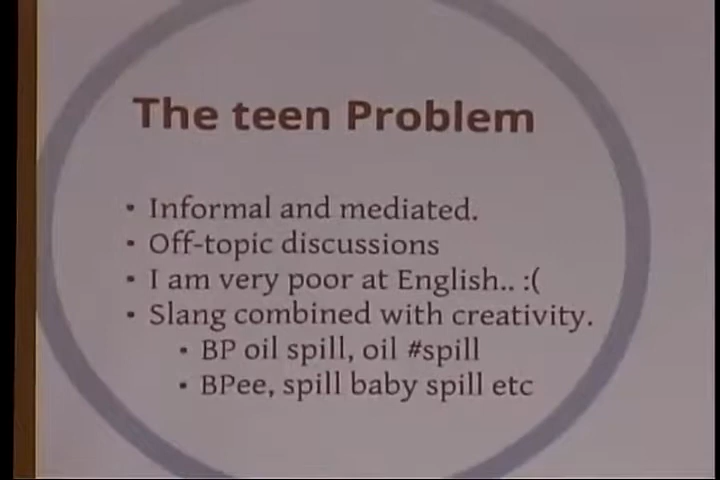 The teen Problem
• Informal and mediated.
• Off-topic discussions
• I am very poor at English.. :(
• Slang combined with creativity.
• BP oil spill, oil #spill
• BPee, spill baby spill etc